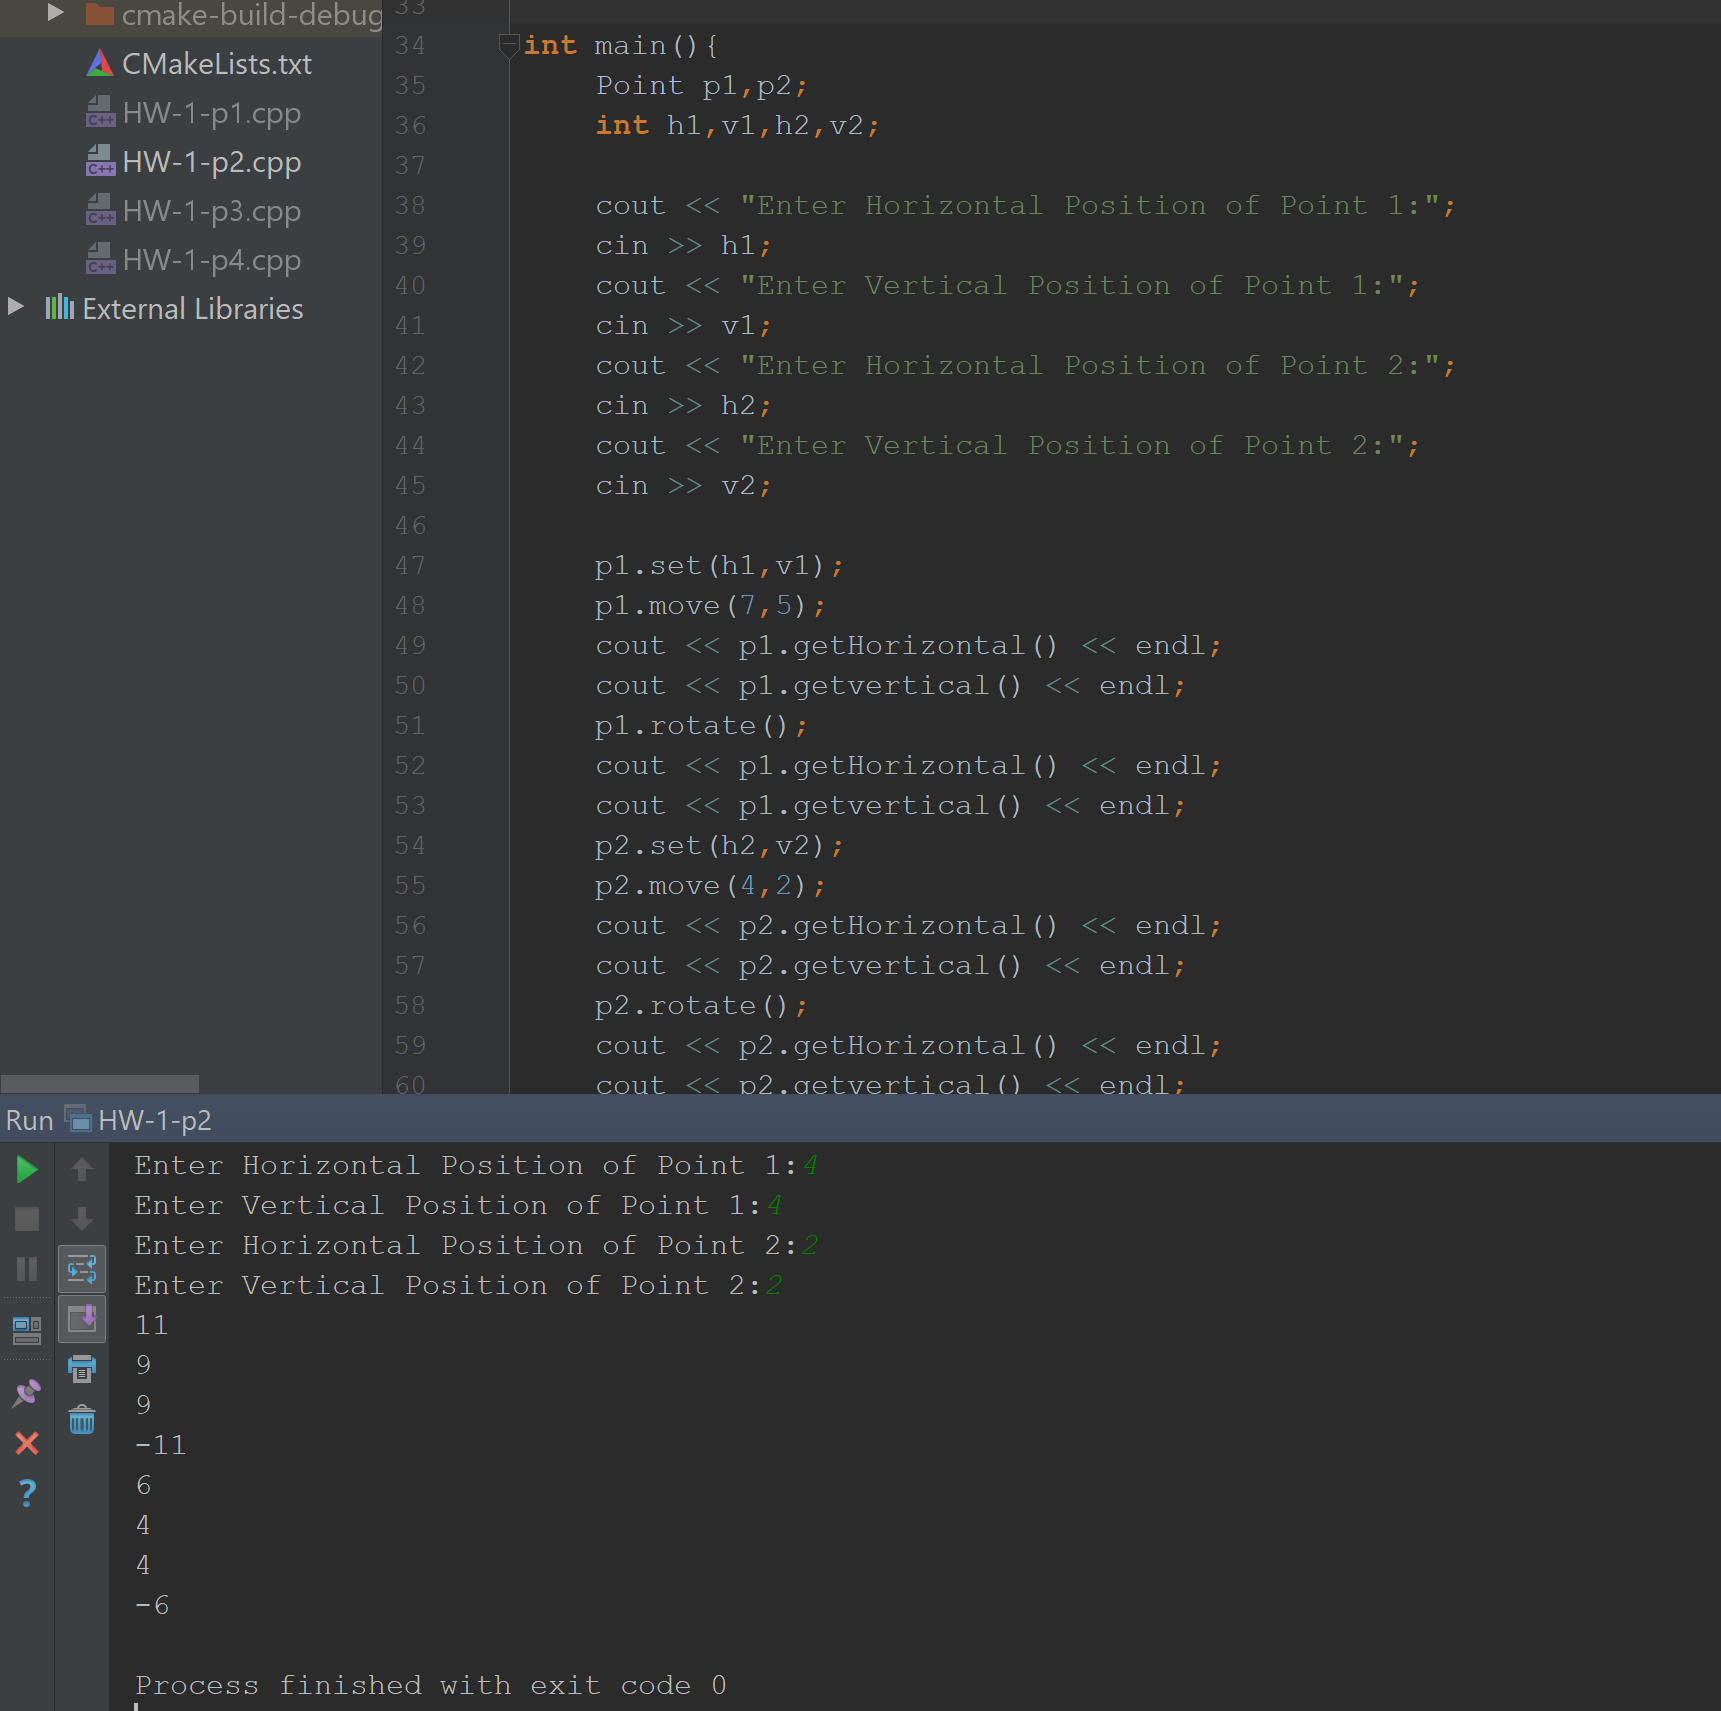 cmake-build-debug
CMakeLists.txt
C++ HW-1-p1.cpp
C++ HW-1-p2.cpp
C++ HW-1-p3.cpp
C++ HW-1-p4.cpp
External Libraries
33
34 int main(){
35 Point p1,p2;
36 int h1,v1,h2,v2;
37
38 cout << "Enter Horizontal Position of Point 1:";
39 cin >> h1;
40 cout << "Enter Vertical Position of Point 1:";
41 cin >> v1;
42 cout << "Enter Horizontal Position of Point 2:";
43 cin >> h2;
44 cout << "Enter Vertical Position of Point 2:";
45 cin >> v2;
46
47 p1.set(h1,v1);
48 p1.move(7,5);
49 cout << p1.getHorizontal() << endl;
50 cout << p1.getvertical() << endl;
51 p1.rotate();
52 cout << p1.getHorizontal() << endl;
53 cout << p1.getvertical() << endl;
54 p2.set(h2,v2);
55 p2.move(4,2);
56 cout << p2.getHorizontal() << endl;
57 cout << p2.getvertical() << endl;
58 p2.rotate();
59 cout << p2.getHorizontal() << endl;
60 cout << p2.getvertical() << endl;
Run HW-1-p2
Enter Horizontal Position of Point 1:4
Enter Vertical Position of Point 1:4
Enter Horizontal Position of Point 2:2
Enter Vertical Position of Point 2:2
11
9
9
-11
6
4
4
-6
Process finished with exit code 0